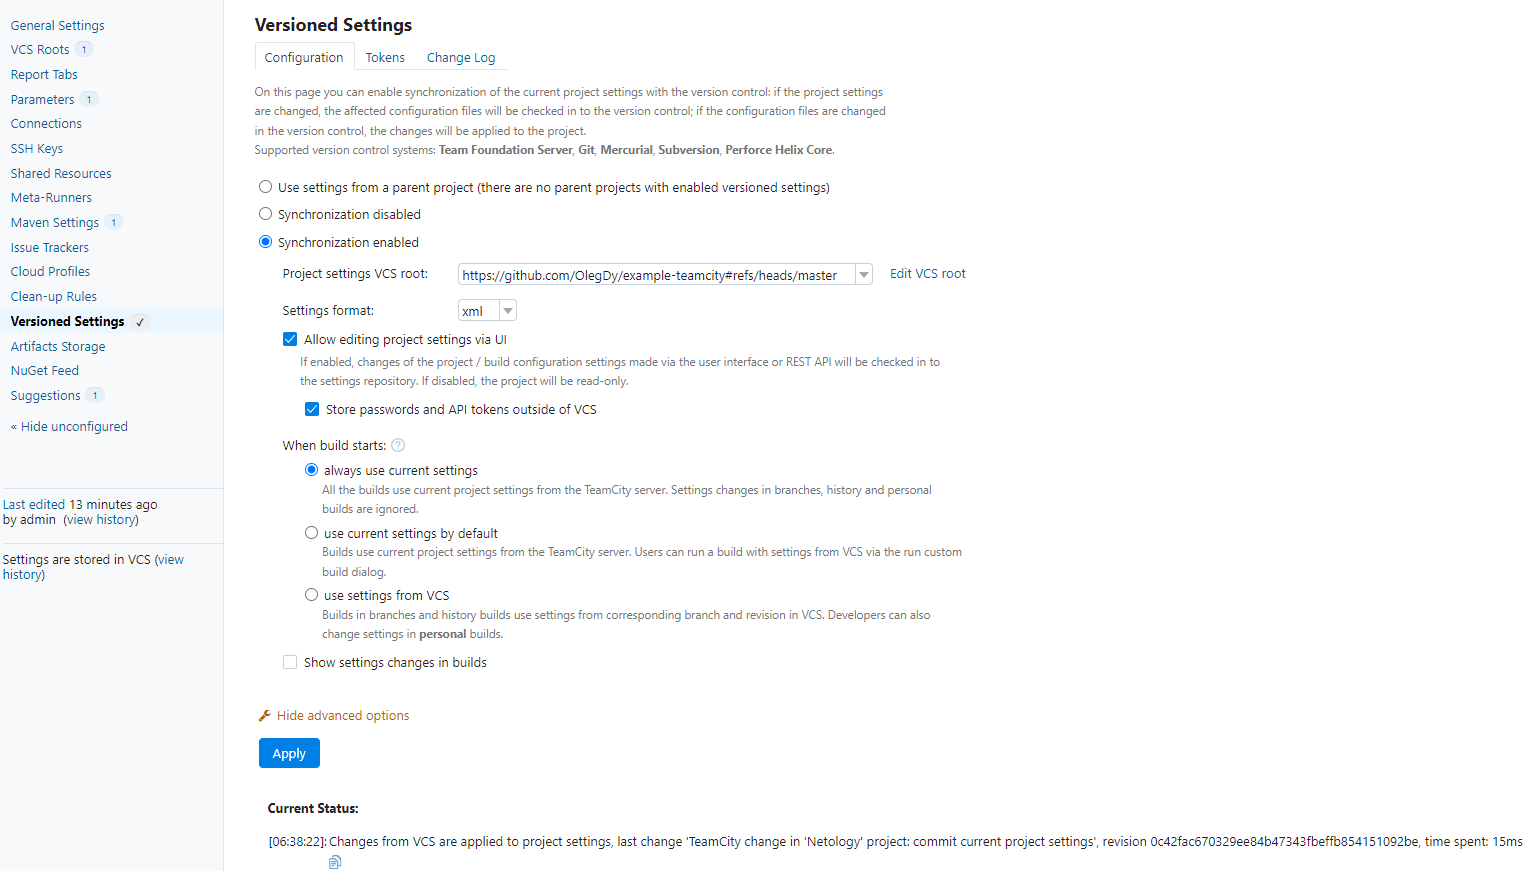 General Settings
VCS Roots 1
Report Tabs
Parameters 1
Connections
SSH Keys
Shared Resources
Meta-Runners
Maven Settings 1
Issue Trackers
Cloud Profiles
Clean-up Rules
Versioned Settings ✓
Artifacts Storage
NuGet Feed
Suggestions 1
« Hide unconfigured
Last edited 13 minutes ago
by admin (view history)
Settings are stored in VCS (view
history)
Versioned Settings
Configuration Tokens Change Log
On this page you can enable synchronization of the current project settings with the version control: if the project settings
are changed, the affected configuration files will be checked in to the version control; if the configuration files are changed
in the version control, the changes will be applied to the project.
Supported version control systems: Team Foundation Server, Git, Mercurial, Subversion, Perforce Helix Core.
Use settings from a parent project (there are no parent projects with enabled versioned settings)
Synchronization disabled
Synchronization enabled
Project settings VCS root: https://github.com/OlegDy/example-teamcity#refs/heads/master Edit VCS root
Settings format: xml
Allow editing project settings via UI
If enabled, changes of the project / build configuration settings made via the user interface or REST API will be checked in to
the settings repository. If disabled, the project will be read-only.
Store passwords and API tokens outside of VCS
When build starts: ?
always use current settings
All the builds use current project settings from the TeamCity server. Settings changes in branches, history and personal
builds are ignored.
use current settings by default
Builds use current project settings from the TeamCity server. Users can run a build with settings from VCS via the run custom
build dialog.
use settings from VCS
Builds in branches and history builds use settings from corresponding branch and revision in VCS. Developers can also
change settings in personal builds.
Show settings changes in builds
Hide advanced options
Apply
Current Status:
[06:38:22]: Changes from VCS are applied to project settings, last change 'TeamCity change in 'Netology' project: commit current project settings', revision 0c42fac670329ee84b47343fbeffb854151092be, time spent: 15ms